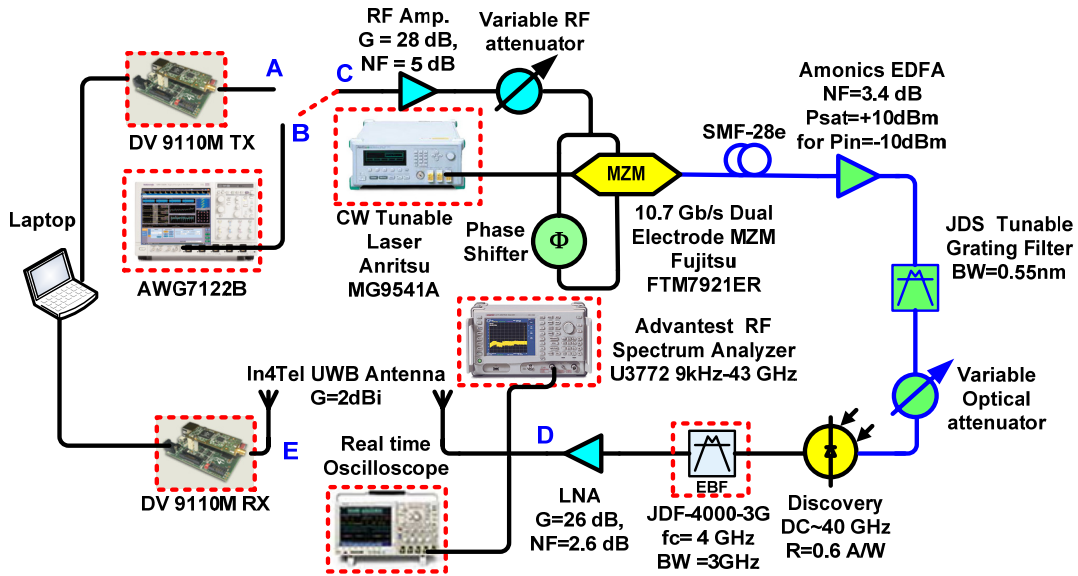 RF Amp.
G = 28 dB,
NF = 5 dB
Variable RF
attenuator
A
C
B
DV 9110M TX
Amonics EDFA
NF=3.4 dB
Psat=+10dBm
for Pin=-10dBm
SMF-28e
MZM
Laptop
CW Tunable
Laser
Anritsu
MG9541A
Phase
Shifter
Φ
10.7 Gb/s Dual
Electrode MZM
Fujitsu
FTM7921ER
JDS Tunable
Grating Filter
BW=0.55nm
AWG7122B
Advantest RF
Spectrum Analyzer
U3772 9kHz-43 GHz
In4Tel UWB Antenna
G=2dBi
Variable
Optical
attenuator
E
Real time
Oscilloscope
D
DV 9110M RX
LNA
G=26 dB,
NF=2.6 dB
EBF
JDF-4000-3G
fc= 4 GHz
BW =3GHz
Discovery
DC~40 GHz
R=0.6 A/W